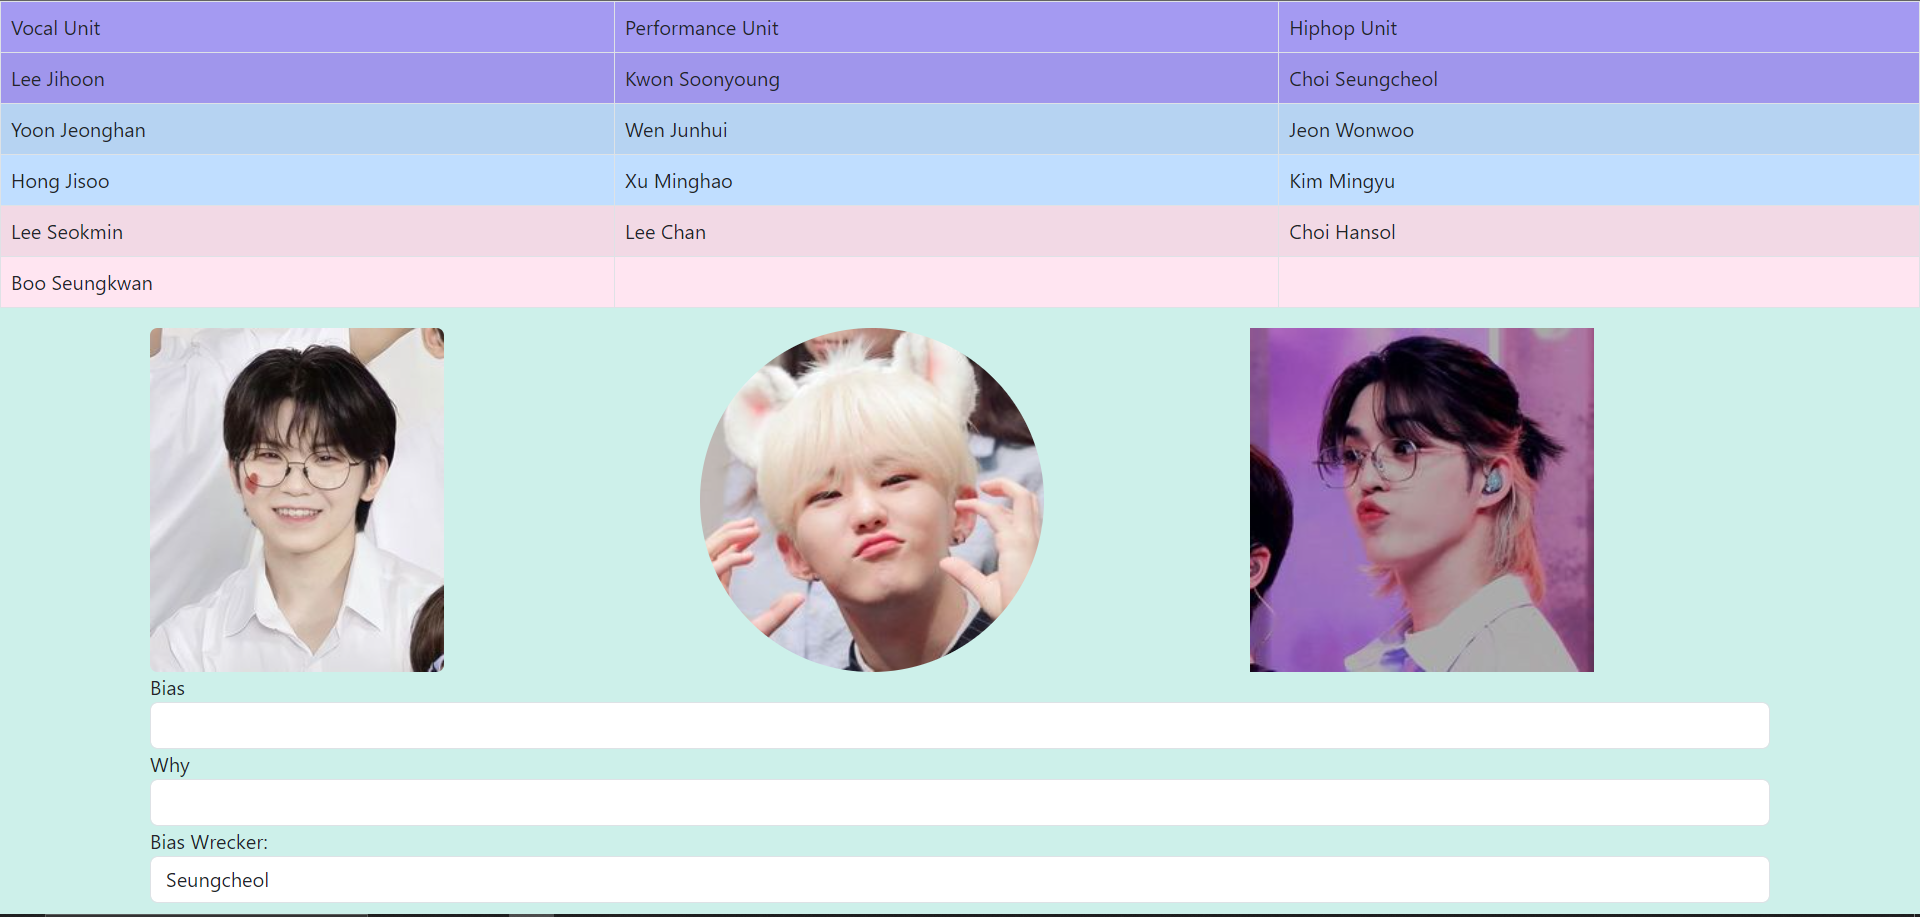 Vocal Unit Performance Unit Hiphop Unit
Lee Jihoon Kwon Soonyoung Choi Seungcheol
Yoon Jeonghan Wen Junhui Jeon Wonwoo
Hong Jisoo Xu Minghao Kim Mingyu
Lee Seokmin Lee Chan Choi Hansol
Boo Seungkwan
Bias
Why
Bias Wrecker:
Seungcheol